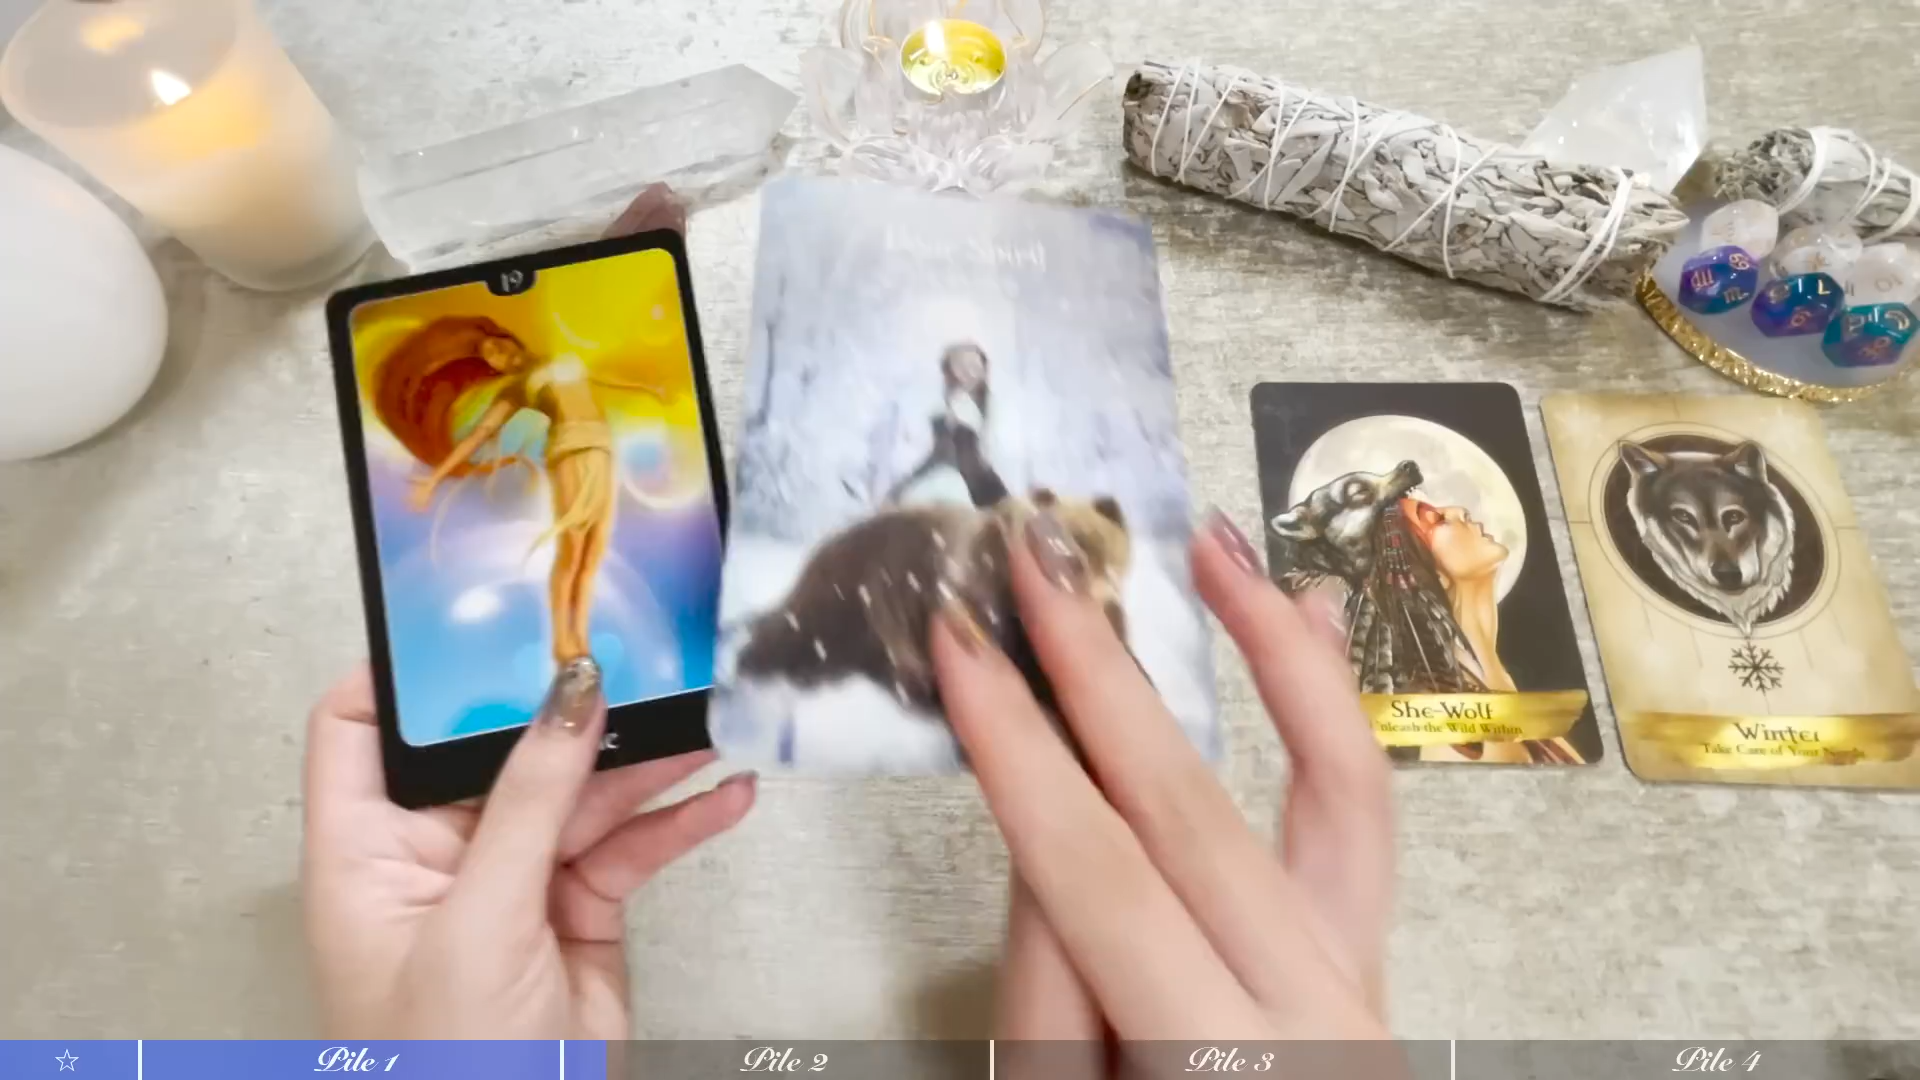 19
She-Wolf
Unleash the Wild Within
Winter
Take Care of Your Needs
☆
Pile 1
Pile 2
Pile 3
Pile 4